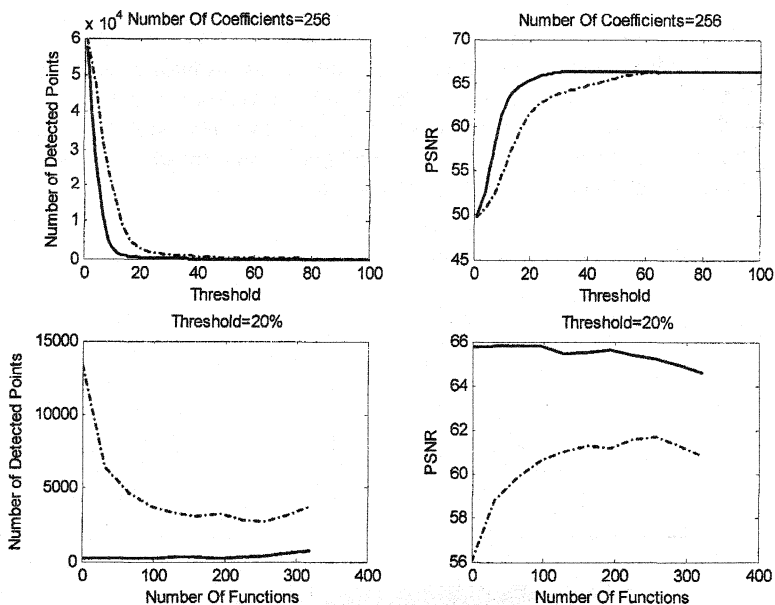 x 10⁴ Number Of Coefficients=256
6
5
4
3
2
1
0
Number of Detected Points
0 20 40 60 80 100
Threshold
Number Of Coefficients=256
70
65
60
55
50
45
PSNR
0 20 40 60 80 100
Threshold
Threshold=20%
15000
10000
5000
0
Number of Detected Points
0 100 200 300 400
Number Of Functions
Threshold=20%
66
64
62
60
58
56
PSNR
0 100 200 300 400
Number Of Functions